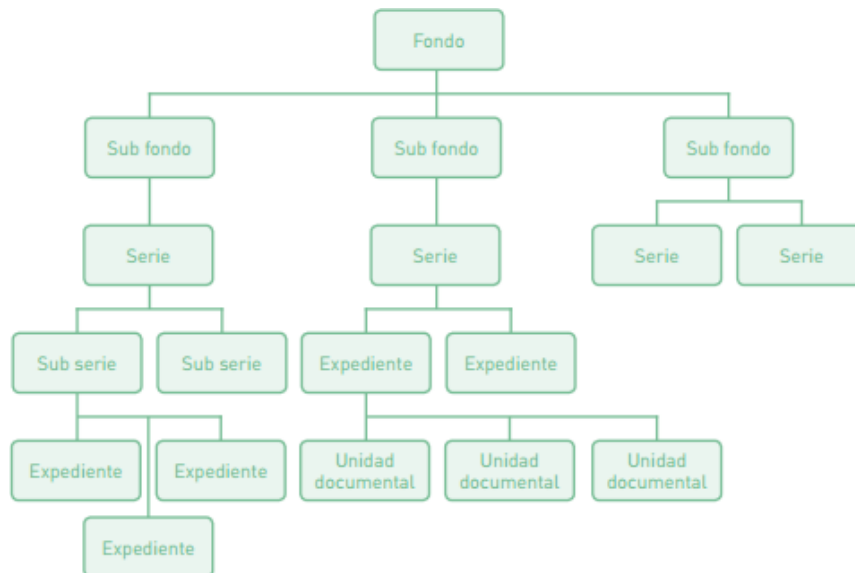 Fondo
Sub fondo
Sub fondo
Sub fondo
Serie
Serie
Serie
Serie
Sub serie
Sub serie
Expediente
Expediente
Expediente
Expediente
Unidad
documental
Unidad
documental
Unidad
documental
Expediente